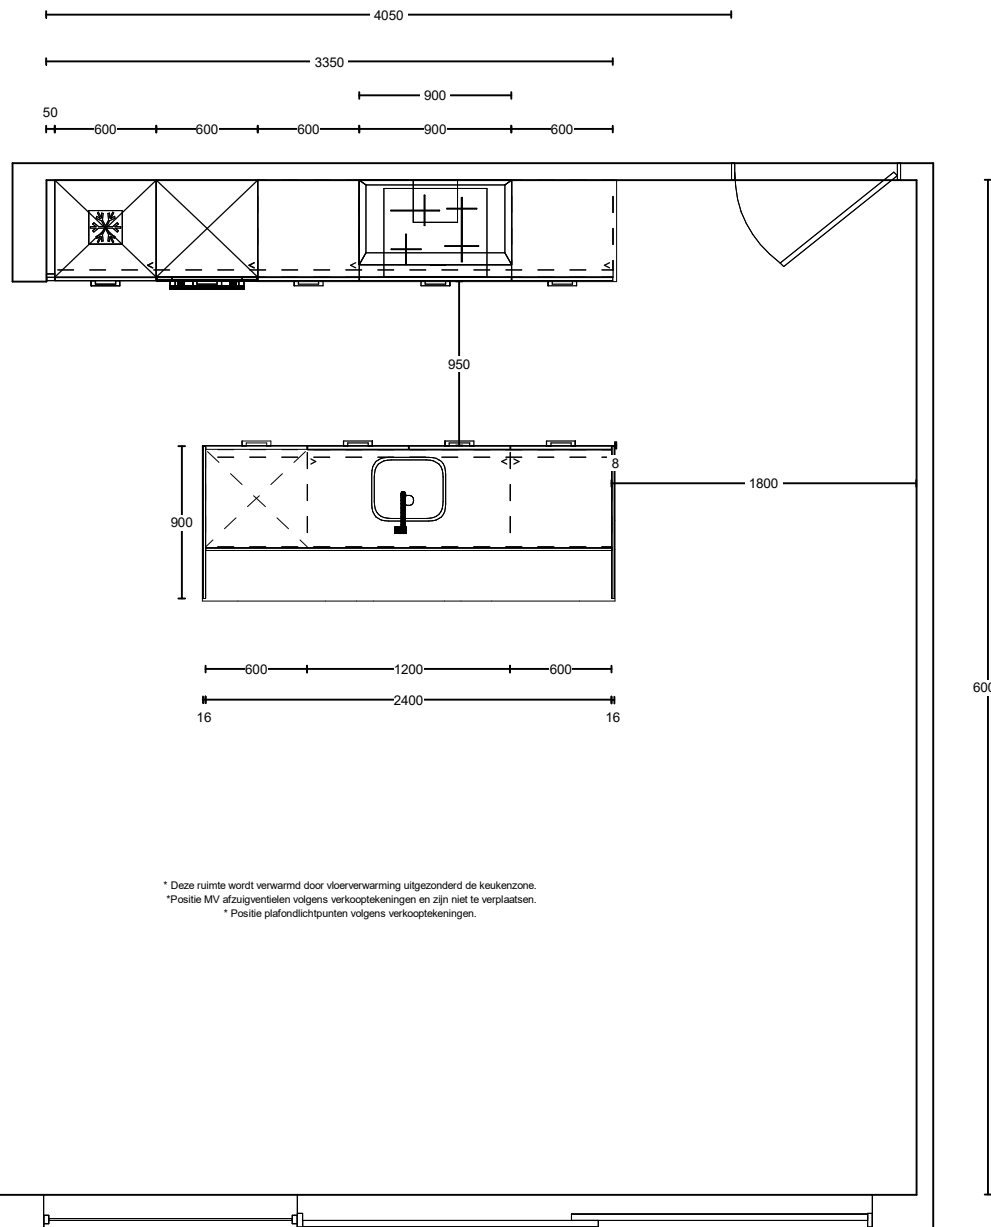 4050
3350
900
50
600 600 600 900 600
950
8
1800
900
600 1200 600
2400
16 16
* Deze ruimte wordt verwarmd door vloerverwarming uitgezonderd de keukenzone.
*Positie MV afzuigventielen volgens verkooptekeningen en zijn niet te verplaatsen.
* Positie plafondlichtpunten volgens verkooptekeningen.